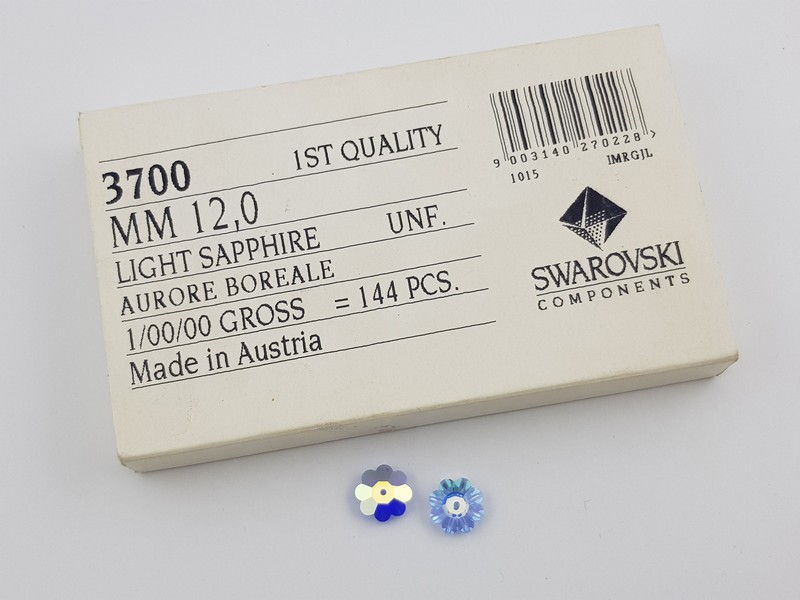 1ST QUALITY
3700
MM 12,0
UNF.
LIGHT SAPPHIRE
AURORE BOREALE
1/00/00 GROSS = 144 PCS.
Made in Austria
9 003140 270228 >
1015 IMRGJL
SWAROVSKI
COMPONENTS